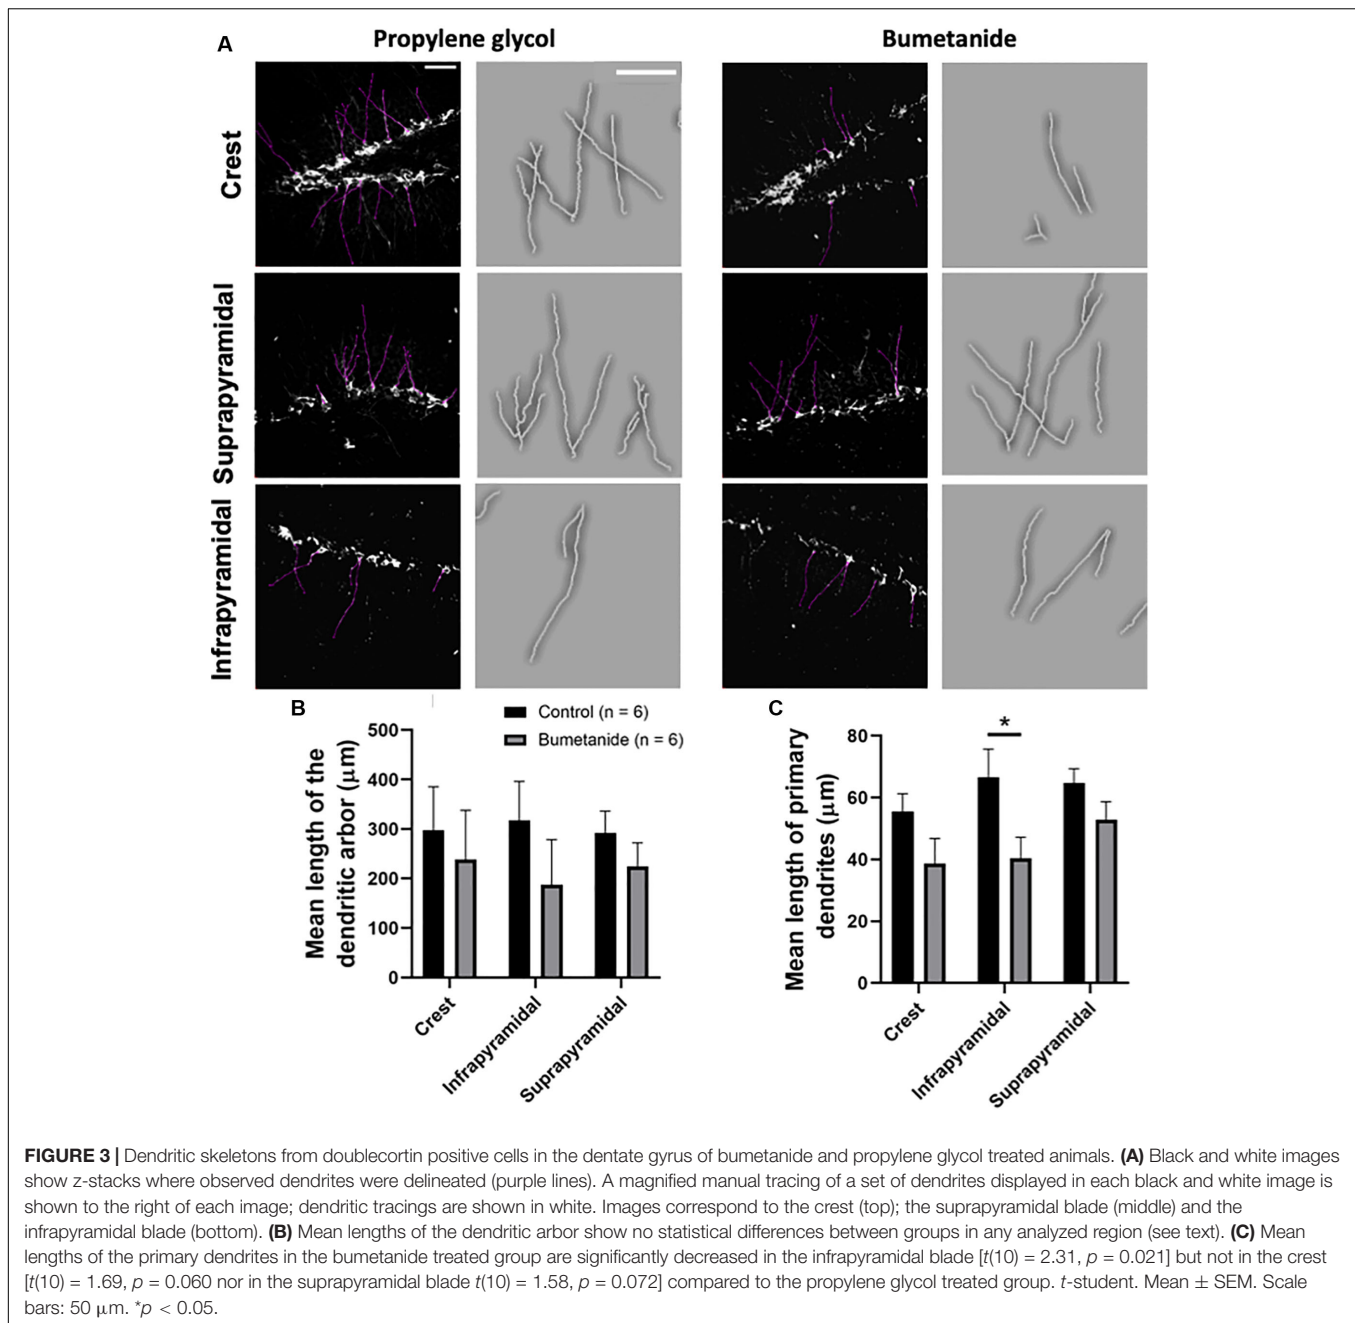 A
Propylene glycol
Bumetanide
Crest
Suprapyramidal
Infrapyramidal
B
Control (n = 6)
Bumetanide (n = 6)
Mean length of the
dendritic arbor (μm)
500
400
300
200
100
0
Crest
Infrapyramidal
Suprapyramidal
C
*
Mean length of primary
dendrites (μm)
80
60
40
20
0
Crest
Infrapyramidal
Suprapyramidal
FIGURE 3 | Dendritic skeletons from doublecortin positive cells in the dentate gyrus of bumetanide and propylene glycol treated animals. (A) Black and white images
show z-stacks where observed dendrites were delineated (purple lines). A magnified manual tracing of a set of dendrites displayed in each black and white image is
shown to the right of each image; dendritic tracings are shown in white. Images correspond to the crest (top); the suprapyramidal blade (middle) and the
infrapyramidal blade (bottom). (B) Mean lengths of the dendritic arbor show no statistical differences between groups in any analyzed region (see text). (C) Mean
lengths of the primary dendrites in the bumetanide treated group are significantly decreased in the infrapyramidal blade [t(10) = 2.31, p = 0.021] but not in the crest
[t(10) = 1.69, p = 0.060 nor in the suprapyramidal blade t(10) = 1.58, p = 0.072] compared to the propylene glycol treated group. t-student. Mean ± SEM. Scale
bars: 50 μm. *p < 0.05.